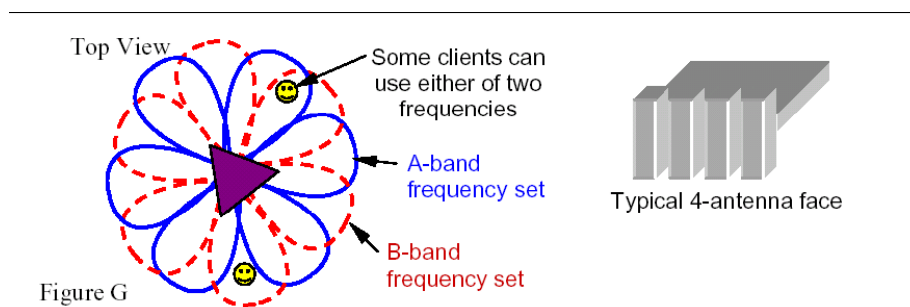 Top View
Some clients can
use either of two
frequencies
A-band
frequency set
Typical 4-antenna face
B-band
frequency set
Figure G